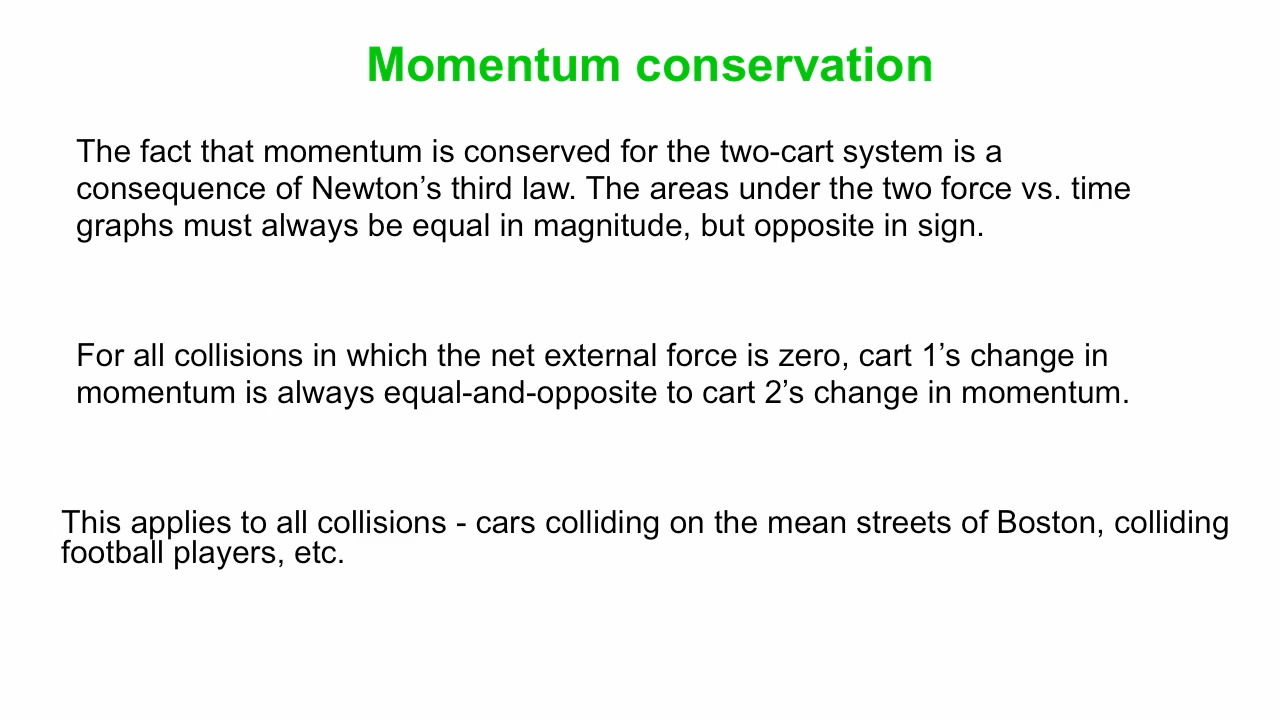 Momentum conservation
The fact that momentum is conserved for the two-cart system is a
consequence of Newton’s third law. The areas under the two force vs. time
graphs must always be equal in magnitude, but opposite in sign.
For all collisions in which the net external force is zero, cart 1’s change in
momentum is always equal-and-opposite to cart 2’s change in momentum.
This applies to all collisions - cars colliding on the mean streets of Boston, colliding
football players, etc.